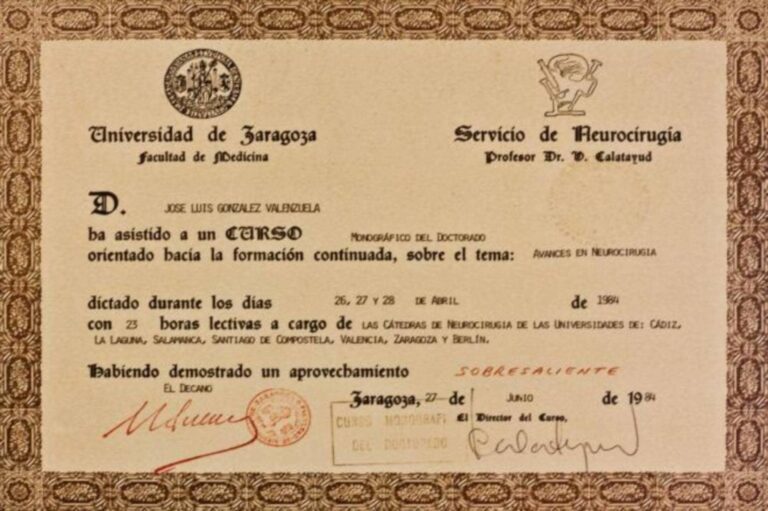 Universidad de Zaragoza
Facultad de Medicina
Servicio de Neurocirugía
Profesor Dr. V. Calatayud
D. JOSE LUIS GONZALEZ VALENZUELA
ha asistido a un CURSO MONOGRÁFICO DEL DOCTORADO
orientado hacia la formación continuada, sobre el tema: AVANCES EN NEUROCIRUGIA
dictado durante los días 26, 27 y 28 DE ABRIL de 1984
con 23 horas lectivas a cargo de LAS CÁTEDRAS DE NEUROCIRUGIA DE LAS UNIVERSIDADES DE: CÁDIZ,
LA LAGUNA, SALAMANCA, SANTIAGO DE COMPOSTELA, VALENCIA, ZARAGOZA Y BERLÍN.
Habiendo demostrado un aprovechamiento SOBRESALIENTE
EL DECANO
Zaragoza, 27 de JUNIO de 1984
El Director del Curso,
CURSO MONOGRAFI
DEL DOCTORADO